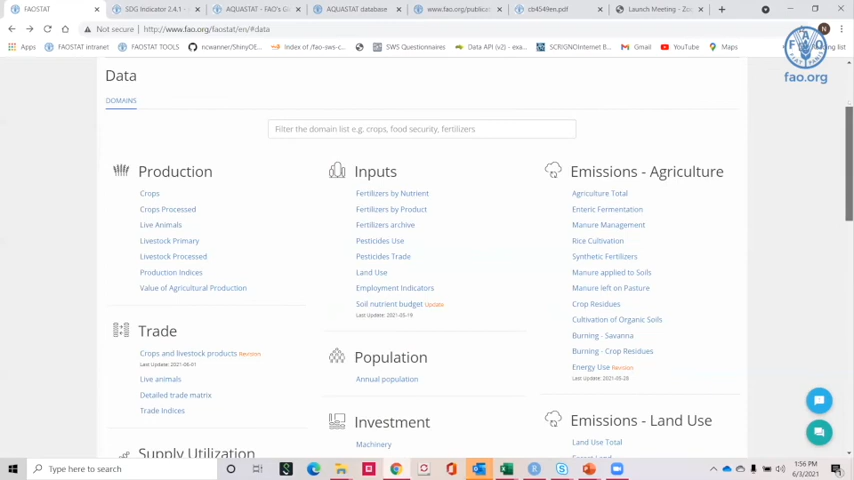 FAOSTAT
SDG Indicator 2.4.1 -
AQUASTAT - FAO's Gl
AQUASTAT database
www.fao.org/publicat
cb4549en.pdf
Launch Meeting - Zoo
Not secure
http://www.fao.org/faostat/en/#data
FAOSTAT intranet
FAOSTAT TOOLS
ncwanner/ShinyOE...
Index of /fao-sws-c...
SWS Questionnaires
Data API (v2) - exa...
SCRIGNOInternet B...
Gmail
YouTube
Maps
fao.org
Data
DOMAINS
Filter the domain list e.g, crops, food security, fertilizers
Production
Crops
Crops Processed
Live Animals
Livestock Primary
Livestock Processed
Production Indices
Value of Agricultural Production
Trade
Crops and livestock products Revision
Last Update: 2021-06-01
Live animals
Detailed trade matrix
Trade Indices
Supply Utilization
Inputs
Fertilizers by Nutrient
Fertilizers by Product
Fertilizers archive
Pesticides Use
Pesticides Trade
Land Use
Employment Indicators
Soil nutrient budget Update
Last Update: 2021-05-19
Population
Annual population
Investment
Machinery
Emissions - Agriculture
Agriculture Total
Enteric Fermentation
Manure Management
Rice Cultivation
Synthetic Fertilizers
Manure applied to Soils
Manure left on Pasture
Crop Residues
Cultivation of Organic Soils
Burning - Savanna
Burning - Crop Residues
Energy Use Revision
Last Update: 2021-05-28
Emissions - Land Use
Land Use Total
Type here to search
1:56 PM
6/3/2021